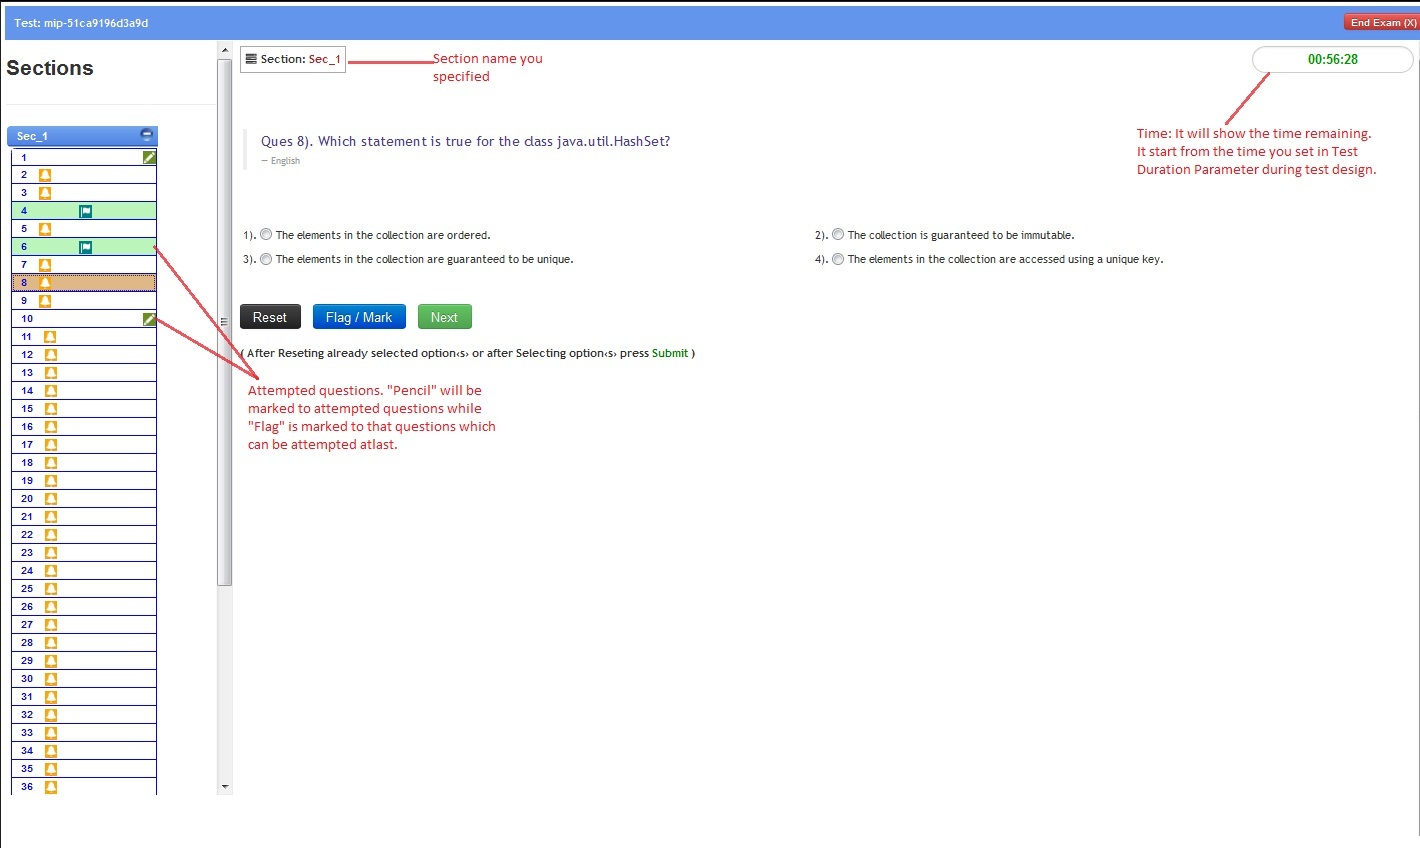 Test: mip-51ca9196d3a9d
End Exam (X)
Sections
Section: Sec_1
Section name you
specified
00:56:28
Time: It will show the time remaining.
It start from the time you set in Test
Duration Parameter during test design.
Sec_1
1
2
3
4
5
6
7
8
9
10
11
12
13
14
15
16
17
18
19
20
21
22
23
24
25
26
27
28
29
30
31
32
33
34
35
36
Ques 8). Which statement is true for the class java.util.HashSet?
— English
1). The elements in the collection are ordered.
2). The collection is guaranteed to be immutable.
3). The elements in the collection are guaranteed to be unique.
4). The elements in the collection are accessed using a unique key.
Reset
Flag / Mark
Next
( After Reseting already selected option‹s› or after Selecting option‹s› press Submit )
Attempted questions. "Pencil" will be
marked to attempted questions while
"Flag" is marked to that questions which
can be attempted atlast.